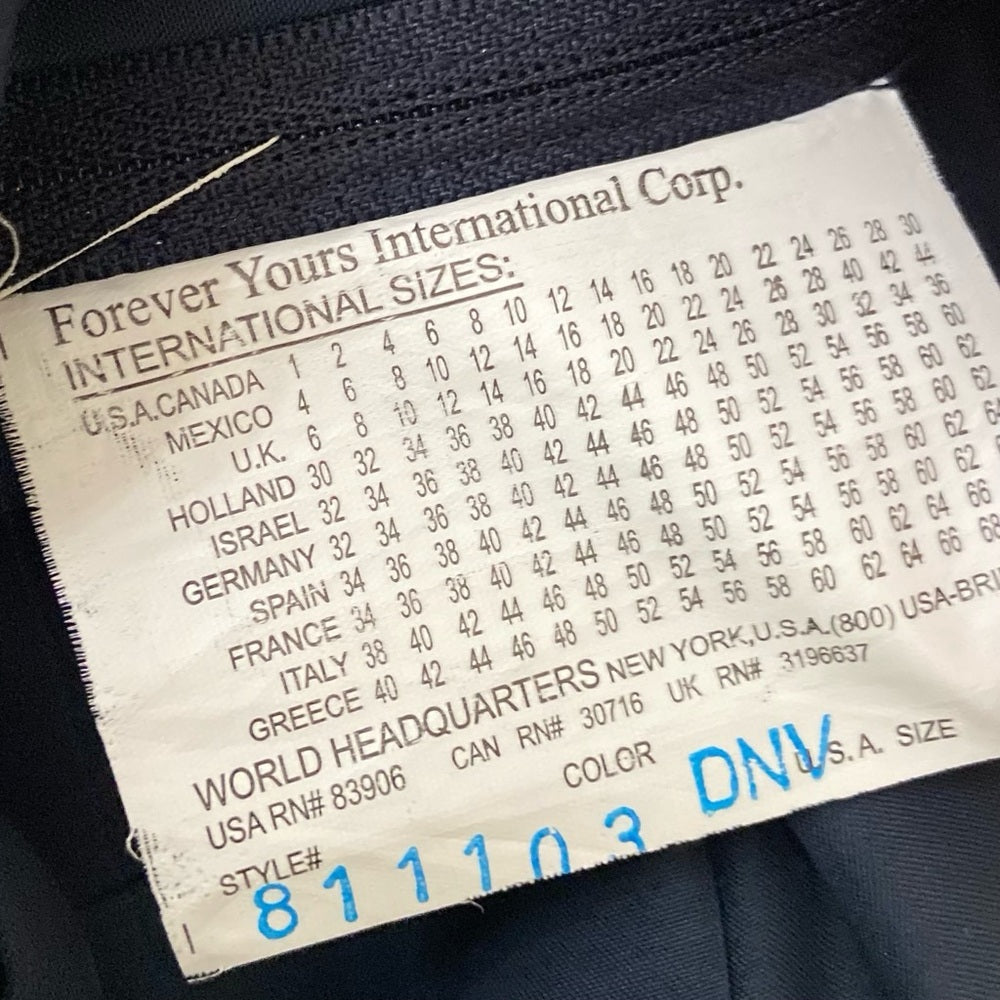 Forever Yours International Corp.
INTERNATIONAL SIZES:
U.S.A.CANADA 1 2 4 6 8 10 12 14 16 18 20 22 24 26 28 30
MEXICO 4 6 8 10 12 14 16 18 20 22 24 26 28 40 42 44
U.K. 6 8 10 12 14 16 18 20 22 24 26 28 30 32 34 36
HOLLAND 30 32 34 36 38 40 42 44 46 48 50 52 54 56 58 60
ISRAEL 32 34 36 38 40 42 44 46 48 50 52 54 56 58 60 62
GERMANY 32 34 36 38 40 42 44 46 48 50 52 54 56 58 60 62
SPAIN 34 36 38 40 42 44 46 48 50 52 54 56 58 60 62
FRANCE 34 36 38 40 42 44 46 48 50 52 54 56 58 60 62
ITALY 38 40 42 44 46 48 50 52 54 56 58 60 62 64 66
GREECE 40 42 44 46 48 50 52 54 56 58 60 62 64 66 68
WORLD HEADQUARTERS NEW YORK,U.S.A.(800) USA-BRI
USA RN# 83906 CAN RN# 30716 UK RN# 3196637
STYLE# COLOR U.S.A. SIZE
811103 DNV